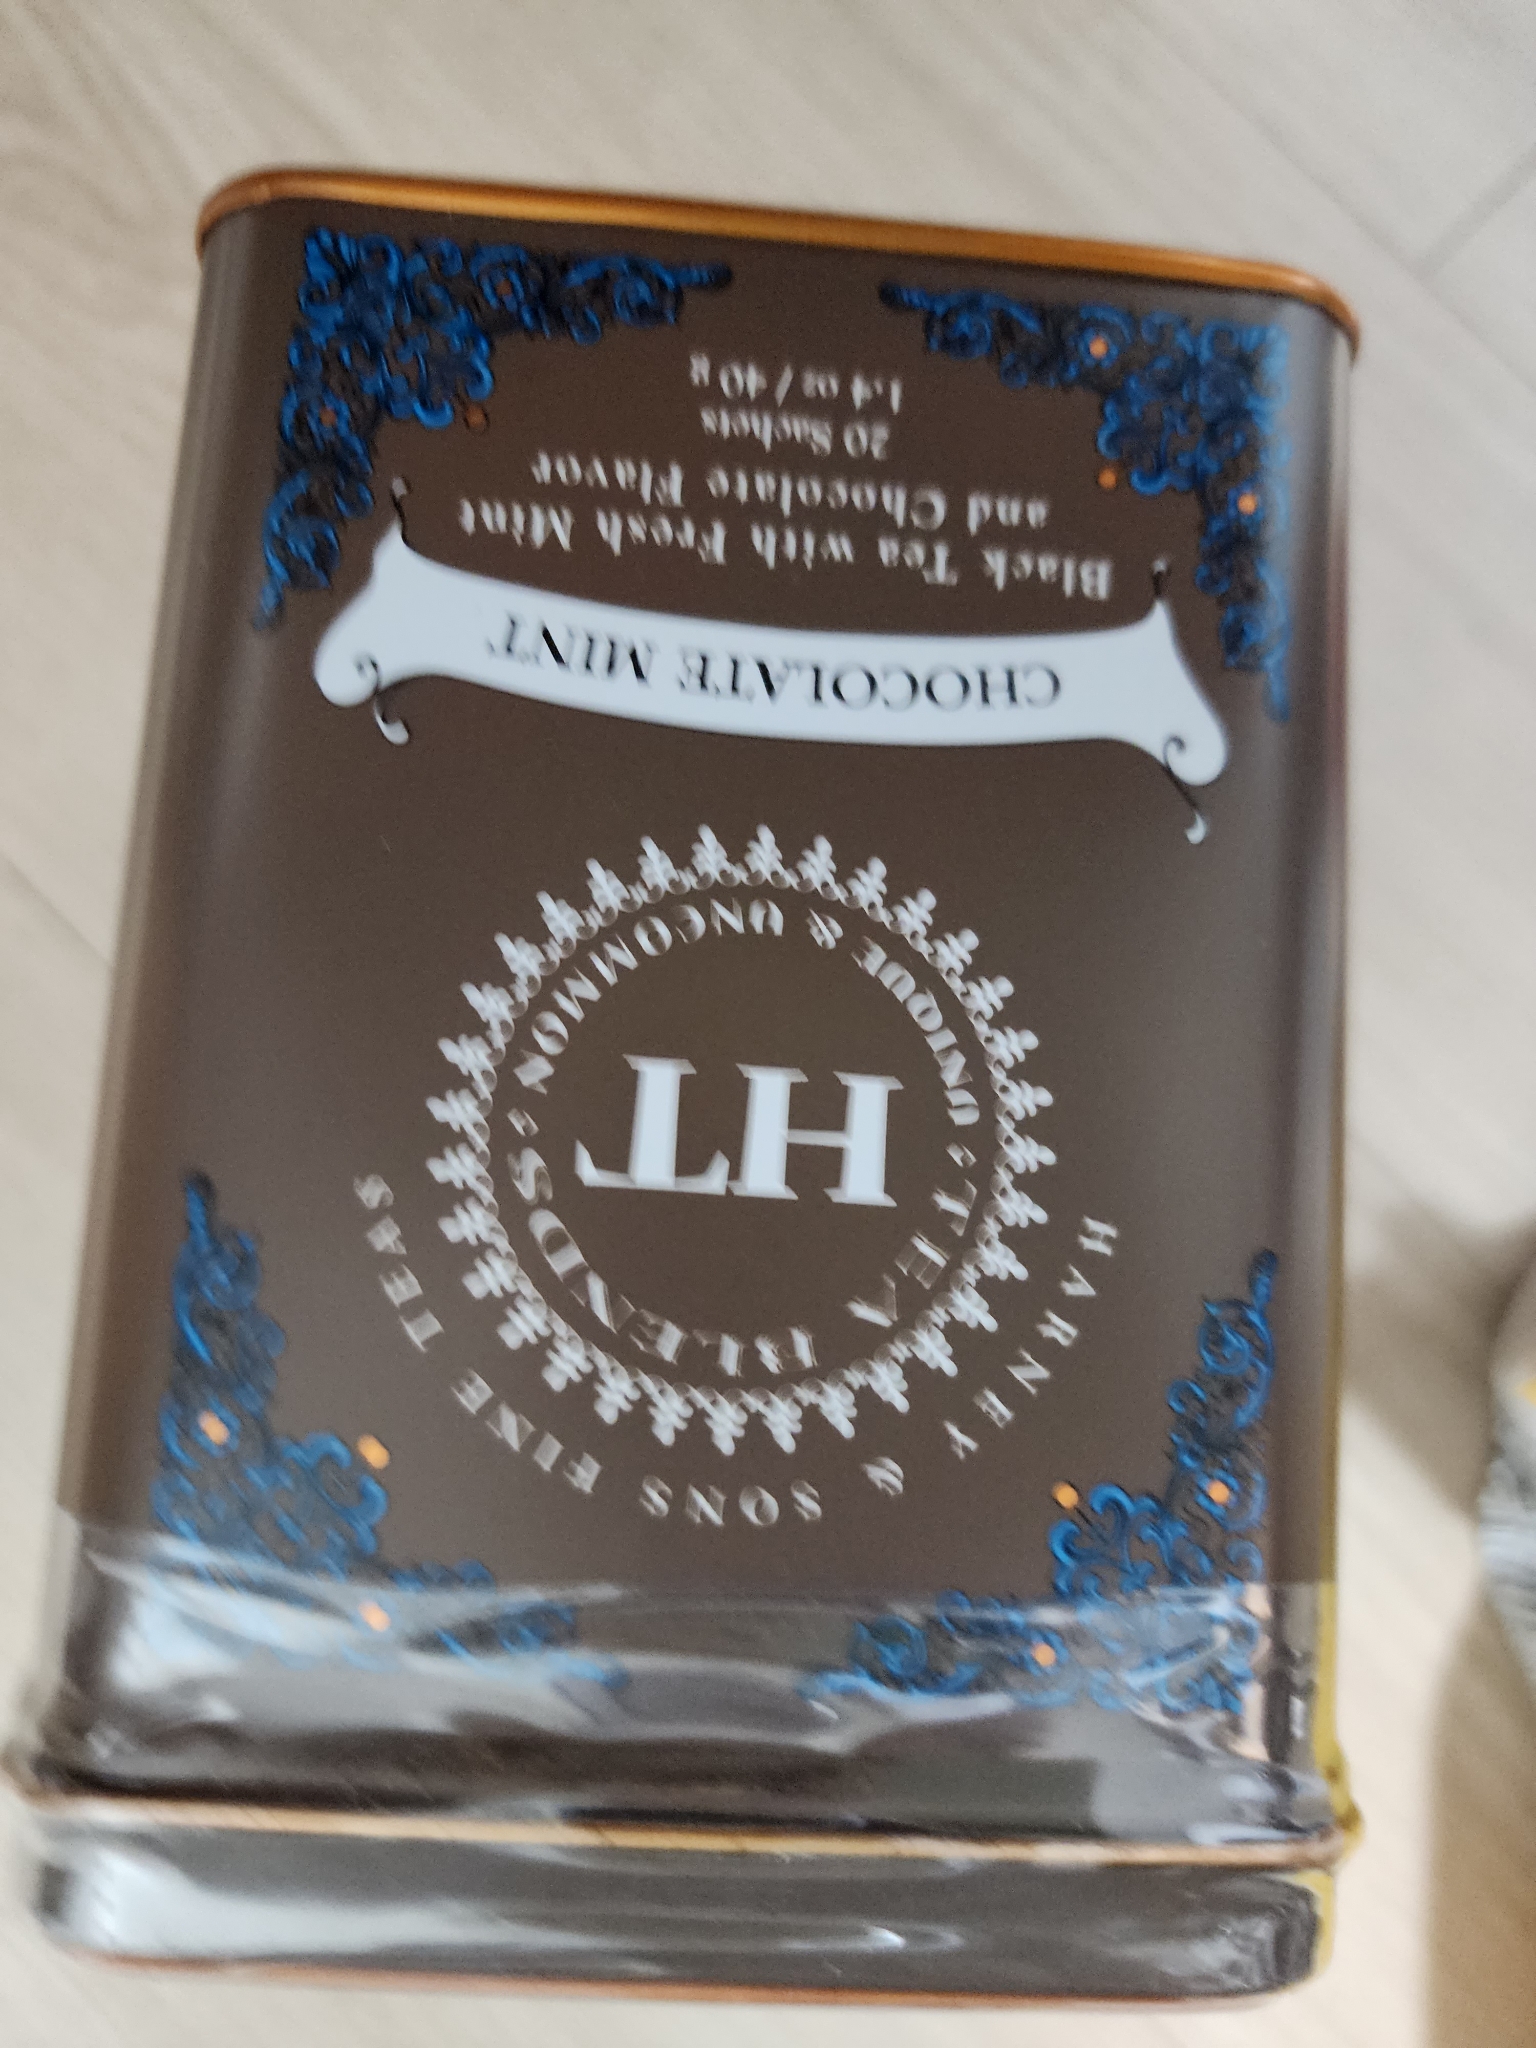 HARNEY & SONS FINE TEAS
TEA BLENDS
UNIQUE & UNCOMMON
HT
CHOCOLATE MINT
Black Tea with Fresh Mint
and Chocolate Flavor
20 Sachets
1.4 oz / 40 g